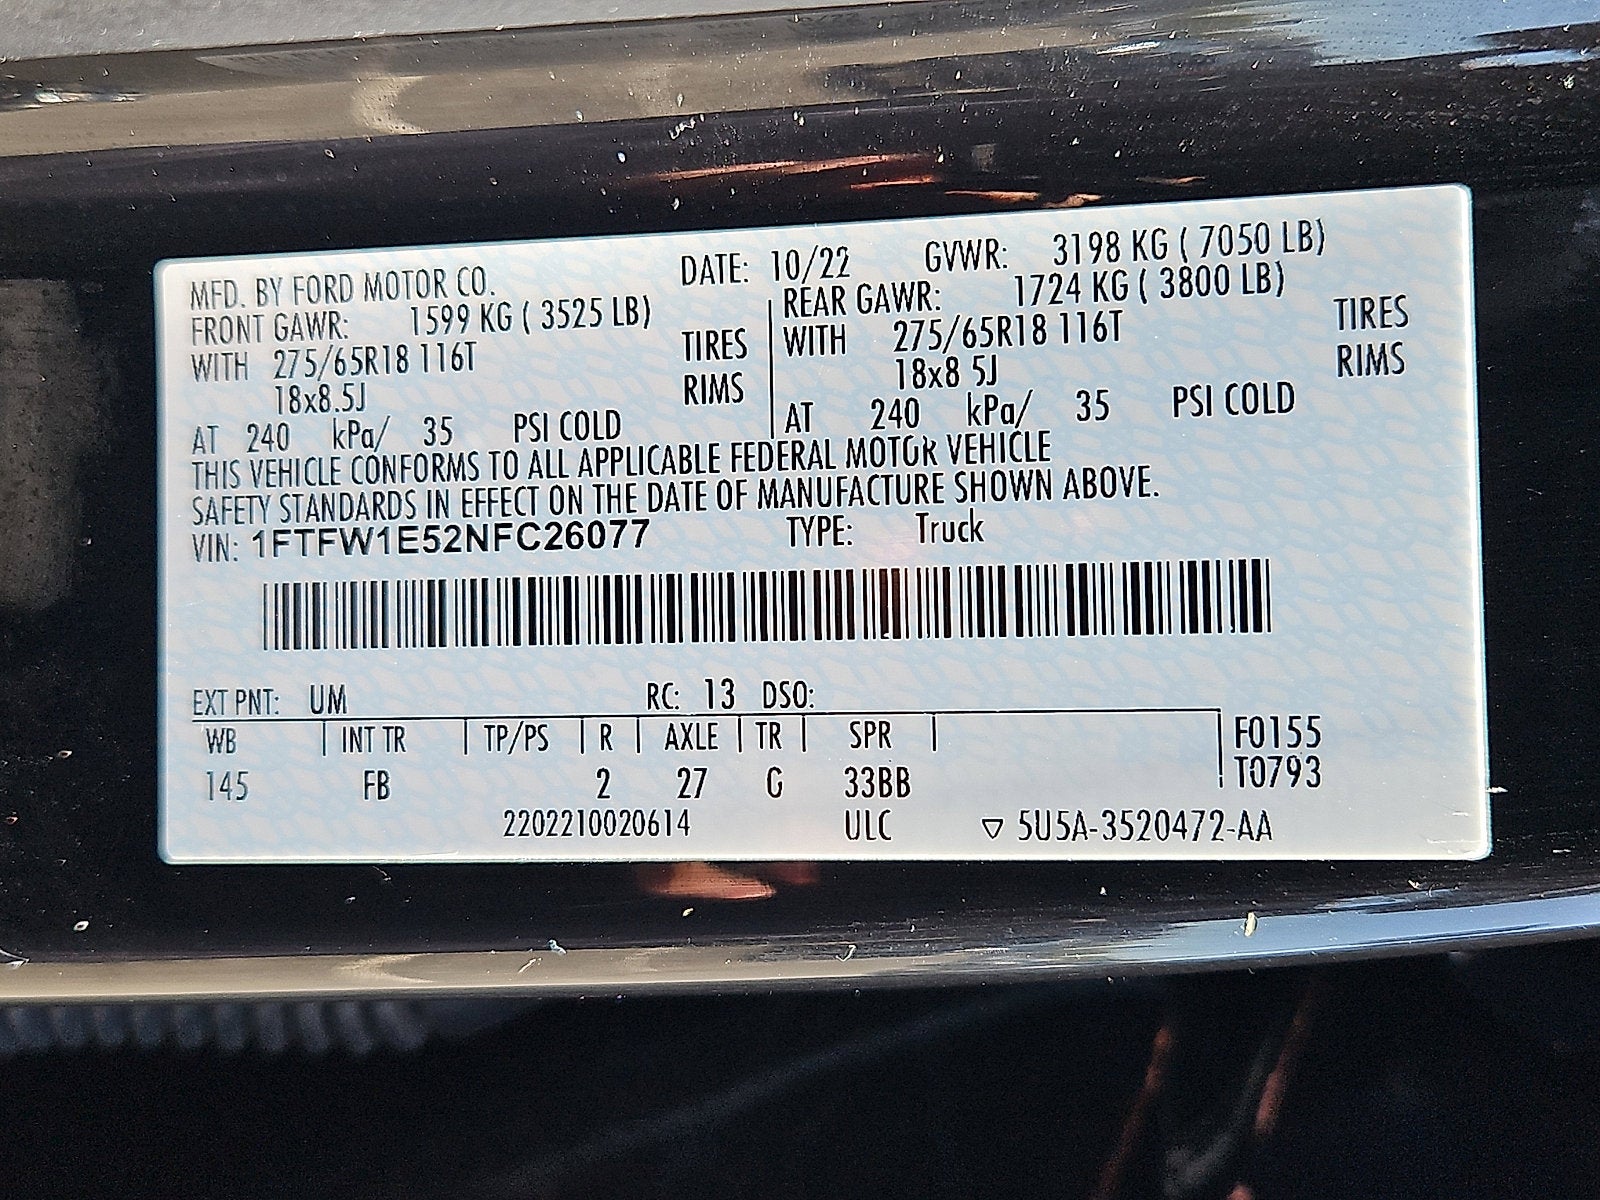 MFD. BY FORD MOTOR CO. DATE: 10/22 GVWR: 3198 KG ( 7050 LB)
FRONT GAWR: 1599 KG ( 3525 LB) REAR GAWR: 1724 KG ( 3800 LB)
WITH 275/65R18 116T TIRES WITH 275/65R18 116T TIRES
18x8.5J RIMS 18x8 5J RIMS
AT 240 kPa/ 35 PSI COLD AT 240 kPa/ 35 PSI COLD
THIS VEHICLE CONFORMS TO ALL APPLICABLE FEDERAL MOTOR VEHICLE
SAFETY STANDARDS IN EFFECT ON THE DATE OF MANUFACTURE SHOWN ABOVE.
VIN: 1FTFW1E52NFC26077 TYPE: Truck
EXT PNT: UM RC: 13 DSO:
WB INT TR TP/PS R AXLE TR SPR F0155
145 FB 2 27 G 33BB T0793
2202210020614 ULC ▽ 5U5A-3520472-AA